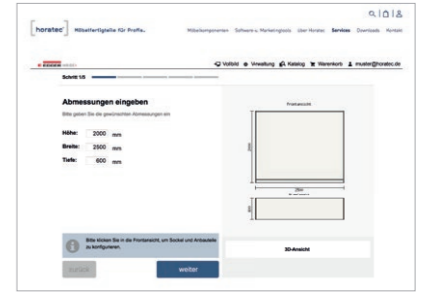 horatec Möbelfertigteile für Profis.
Möbelkomponenten Software u. Marketingtools Über Horatec Services Downloads Kontakt
Vollbild Verwaltung Katalog Warenkorb muster@horatec.de
Schritt 1/5
Abmessungen eingeben
Bitte geben Sie die gewünschten Abmessungen ein
Höhe: 2000 mm
Breite: 2500 mm
Tiefe: 600 mm
Frontansicht
2000
2500
600
Bitte klicken Sie in die Frontansicht, um Sockel und Anbauteile
zu konfigurieren.
3D-Ansicht
zurück
weiter